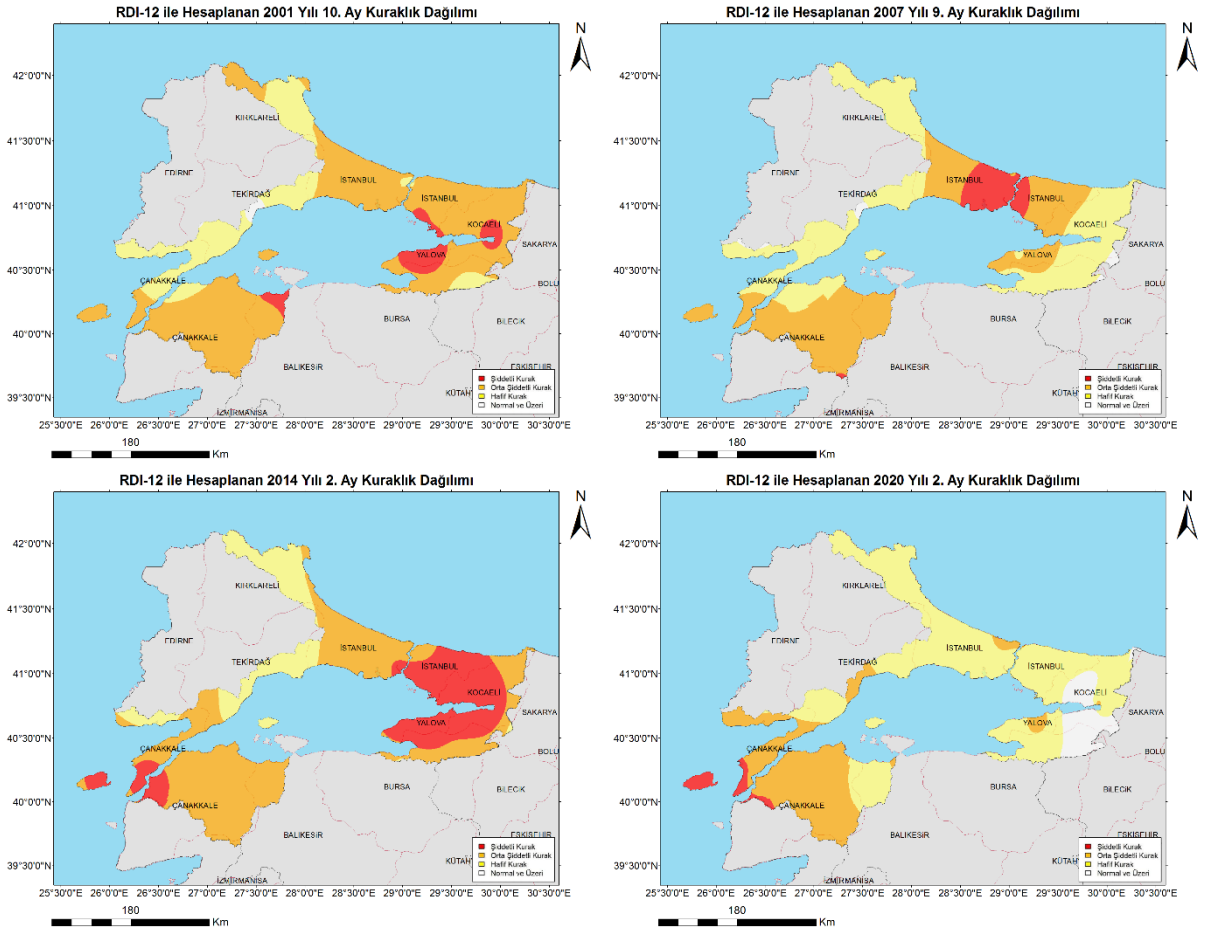 RDI-12 ile Hesaplanan 2001 Yılı 10. Ay Kuraklık Dağılımı
N
42°0'0"N
41°30'0"N
41°0'0"N
40°30'0"N
40°0'0"N
39°30'0"N
KIRKLARELİ
EDİRNE
TEKİRDAĞ
İSTANBUL
İSTANBUL
KOCAELİ
SAKARYA
YALOVA
ÇANAKKALE
BOLU
BURSA
BİLECİK
ÇANAKKALE
BALIKESİR
ESKİŞEHİR
KÜTAH
İZMİR
MANİSA
Şiddetli Kurak
Orta Şiddetli Kurak
Hafif Kurak
Normal ve Üzeri
25°30'0"E 26°0'0"E 26°30'0"E 27°0'0"E 27°30'0"E 28°0'0"E 28°30'0"E 29°0'0"E 29°30'0"E 30°0'0"E 30°30'0"E
180
Km
RDI-12 ile Hesaplanan 2007 Yılı 9. Ay Kuraklık Dağılımı
N
42°0'0"N
41°30'0"N
41°0'0"N
40°30'0"N
40°0'0"N
39°30'0"N
KIRKLARELİ
EDİRNE
TEKİRDAĞ
İSTANBUL
İSTANBUL
KOCAELİ
SAKARYA
YALOVA
ÇANAKKALE
BOLU
BURSA
BİLECİK
ÇANAKKALE
BALIKESİR
ESKİŞEHİR
KÜTAH
İZMİR
MANİSA
Şiddetli Kurak
Orta Şiddetli Kurak
Hafif Kurak
Normal ve Üzeri
25°30'0"E 26°0'0"E 26°30'0"E 27°0'0"E 27°30'0"E 28°0'0"E 28°30'0"E 29°0'0"E 29°30'0"E 30°0'0"E 30°30'0"E
180
Km
RDI-12 ile Hesaplanan 2014 Yılı 2. Ay Kuraklık Dağılımı
N
42°0'0"N
41°30'0"N
41°0'0"N
40°30'0"N
40°0'0"N
39°30'0"N
KIRKLARELİ
EDİRNE
TEKİRDAĞ
İSTANBUL
İSTANBUL
KOCAELİ
SAKARYA
YALOVA
ÇANAKKALE
BOLU
BURSA
BİLECİK
ÇANAKKALE
BALIKESİR
ESKİŞEHİR
KÜTAH
İZMİR
MANİSA
Şiddetli Kurak
Orta Şiddetli Kurak
Hafif Kurak
Normal ve Üzeri
25°30'0"E 26°0'0"E 26°30'0"E 27°0'0"E 27°30'0"E 28°0'0"E 28°30'0"E 29°0'0"E 29°30'0"E 30°0'0"E 30°30'0"E
180
Km
RDI-12 ile Hesaplanan 2020 Yılı 2. Ay Kuraklık Dağılımı
N
42°0'0"N
41°30'0"N
41°0'0"N
40°30'0"N
40°0'0"N
39°30'0"N
KIRKLARELİ
EDİRNE
TEKİRDAĞ
İSTANBUL
İSTANBUL
KOCAELİ
SAKARYA
YALOVA
ÇANAKKALE
BOLU
BURSA
BİLECİK
ÇANAKKALE
BALIKESİR
ESKİŞEHİR
KÜTAH
İZMİR
MANİSA
Şiddetli Kurak
Orta Şiddetli Kurak
Hafif Kurak
Normal ve Üzeri
25°30'0"E 26°0'0"E 26°30'0"E 27°0'0"E 27°30'0"E 28°0'0"E 28°30'0"E 29°0'0"E 29°30'0"E 30°0'0"E 30°30'0"E
180
Km